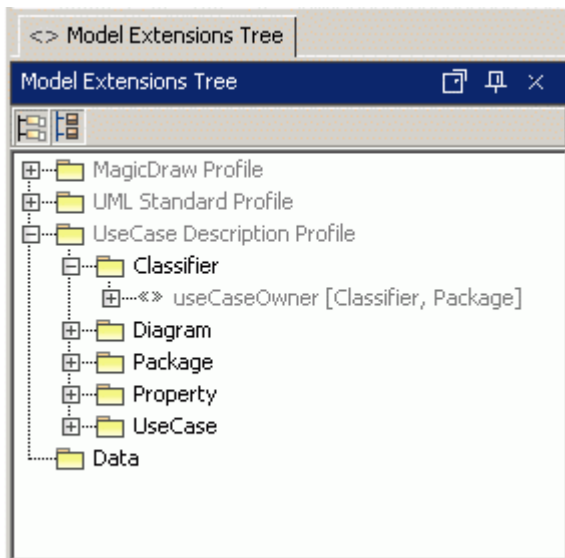 <> Model Extensions Tree
Model Extensions Tree
MagicDraw Profile
UML Standard Profile
UseCase Description Profile
Classifier
«» useCaseOwner [Classifier, Package]
Diagram
Package
Property
UseCase
Data